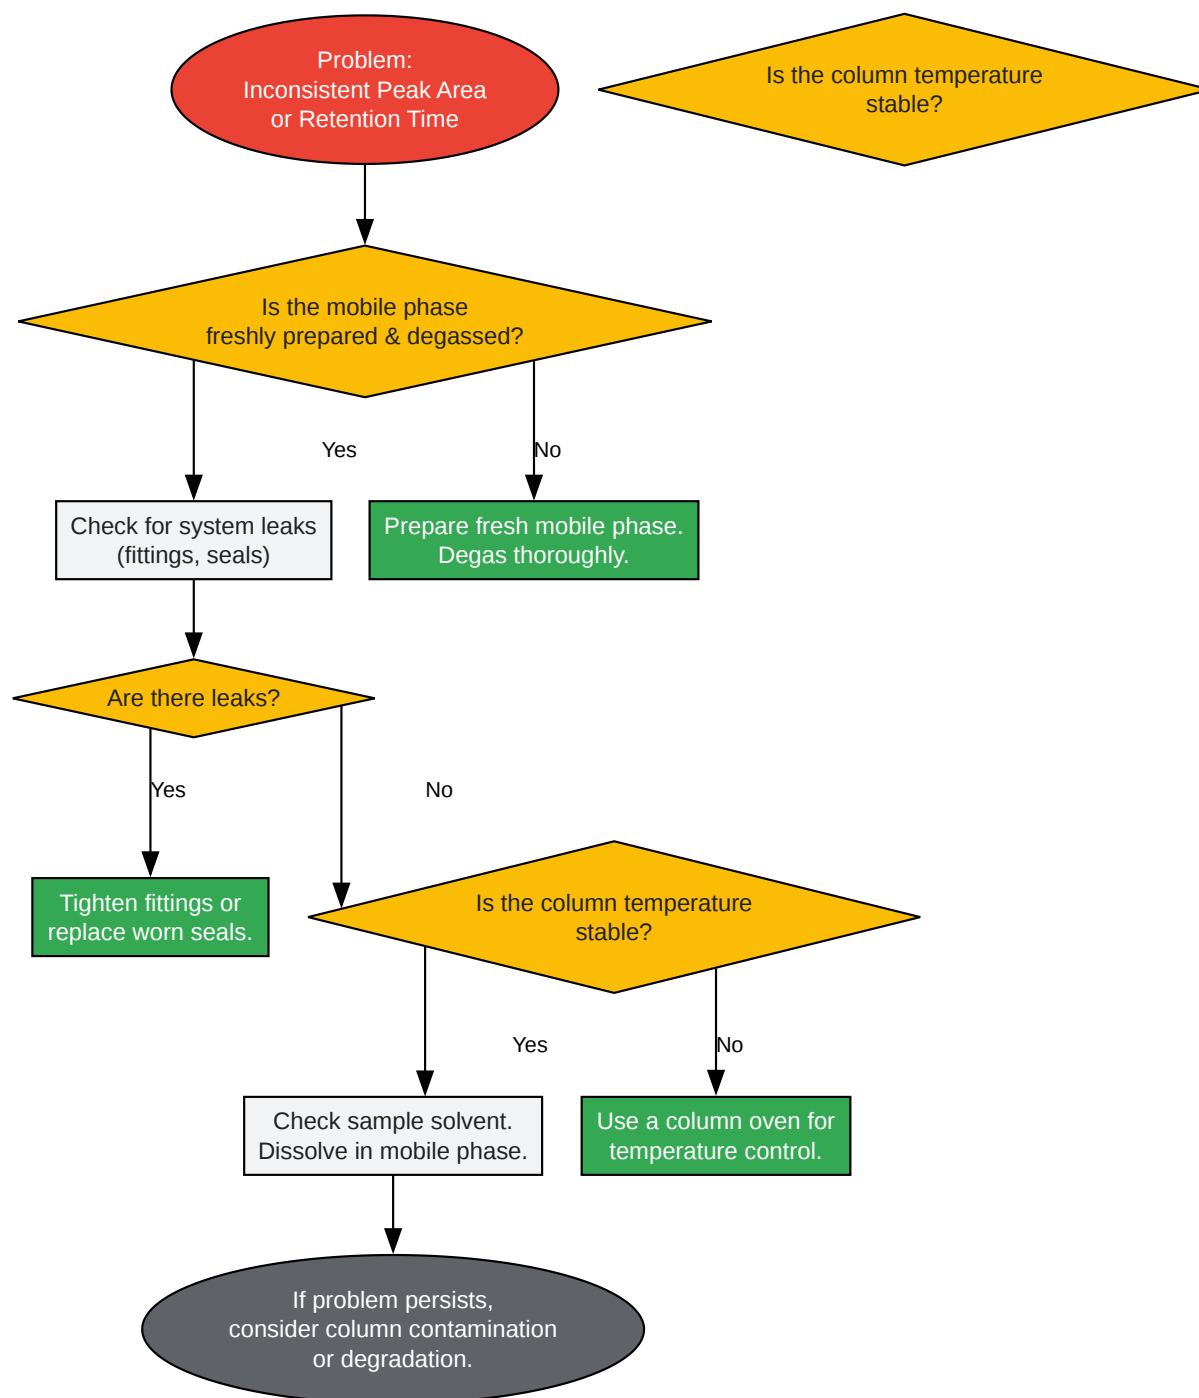 Problem:
Inconsistent Peak Area
or Retention Time
Is the column temperature
stable?
Is the mobile phase
freshly prepared & degassed?
Yes
No
Check for system leaks
(fittings, seals)
Prepare fresh mobile phase.
Degas thoroughly.
Are there leaks?
Yes
No
Tighten fittings or
replace worn seals.
Is the column temperature
stable?
Yes
No
Check sample solvent.
Dissolve in mobile phase.
Use a column oven for
temperature control.
If problem persists,
consider column contamination
or degradation.